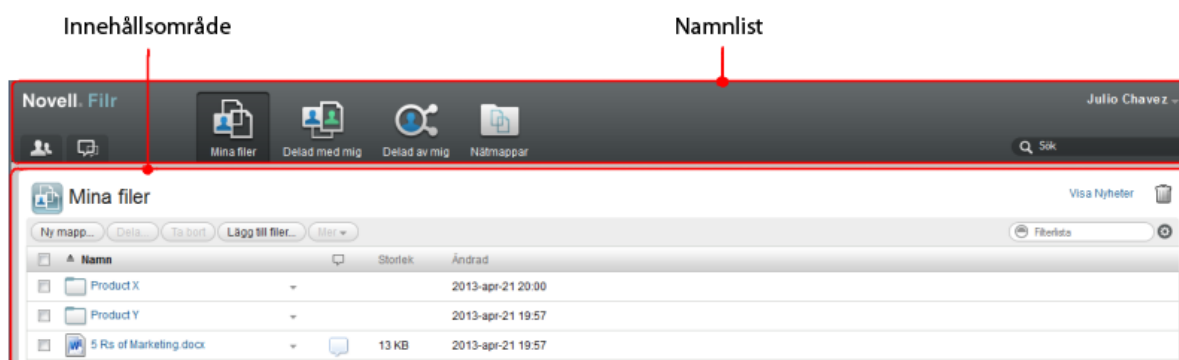 Innehållsområde Namnlist
Novell. Filr
Julio Chavez
Mina filer Delad med mig Delad av mig Nätmappar
Sök
Mina filer
Visa Nyheter
Ny mapp... Dela... Ta bort Lägg till filer... Mer
Filterlista
Namn Storlek Ändrad
Product X 2013-apr-21 20:00
Product Y 2013-apr-21 19:57
5 Rs of Marketing.docx 13 KB 2013-apr-21 19:57